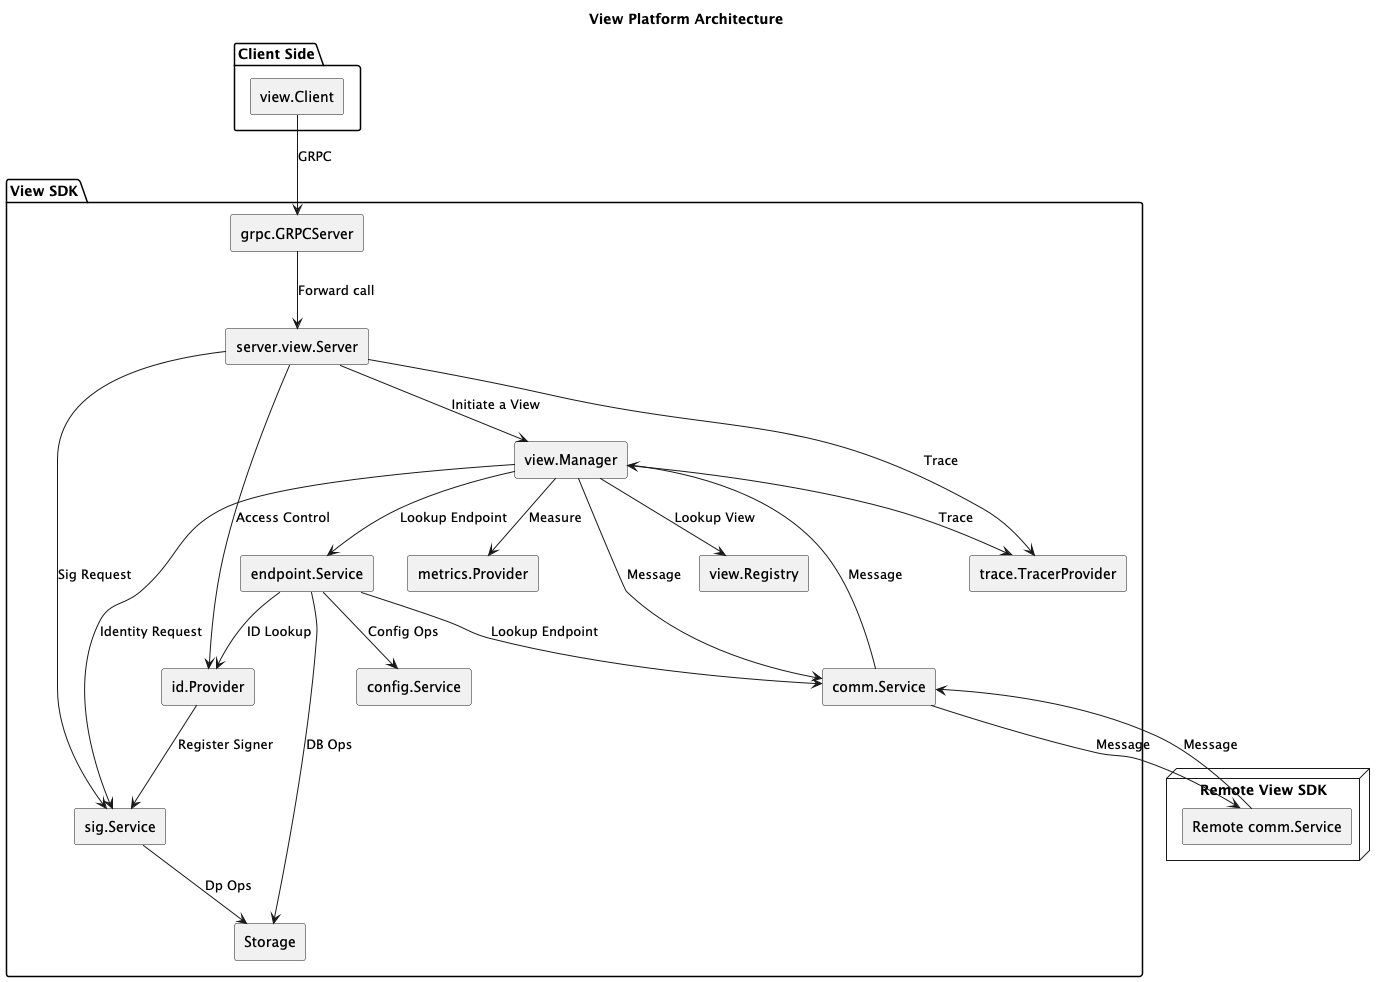 View Platform Architecture
Client Side
view.Client
GRPC
View SDK
grpc.GRPCServer
Forward call
server.view.Server
Initiate a View
view.Manager
Trace
Access Control
Lookup Endpoint
Measure
Lookup View
Trace
Sig Request
endpoint.Service
metrics.Provider
Message
view.Registry
Message
trace.TracerProvider
Identity Request
ID Lookup
Config Ops
Lookup Endpoint
id.Provider
config.Service
comm.Service
Register Signer
DB Ops
Message
Message
Remote View SDK
sig.Service
Remote comm.Service
Dp Ops
Storage